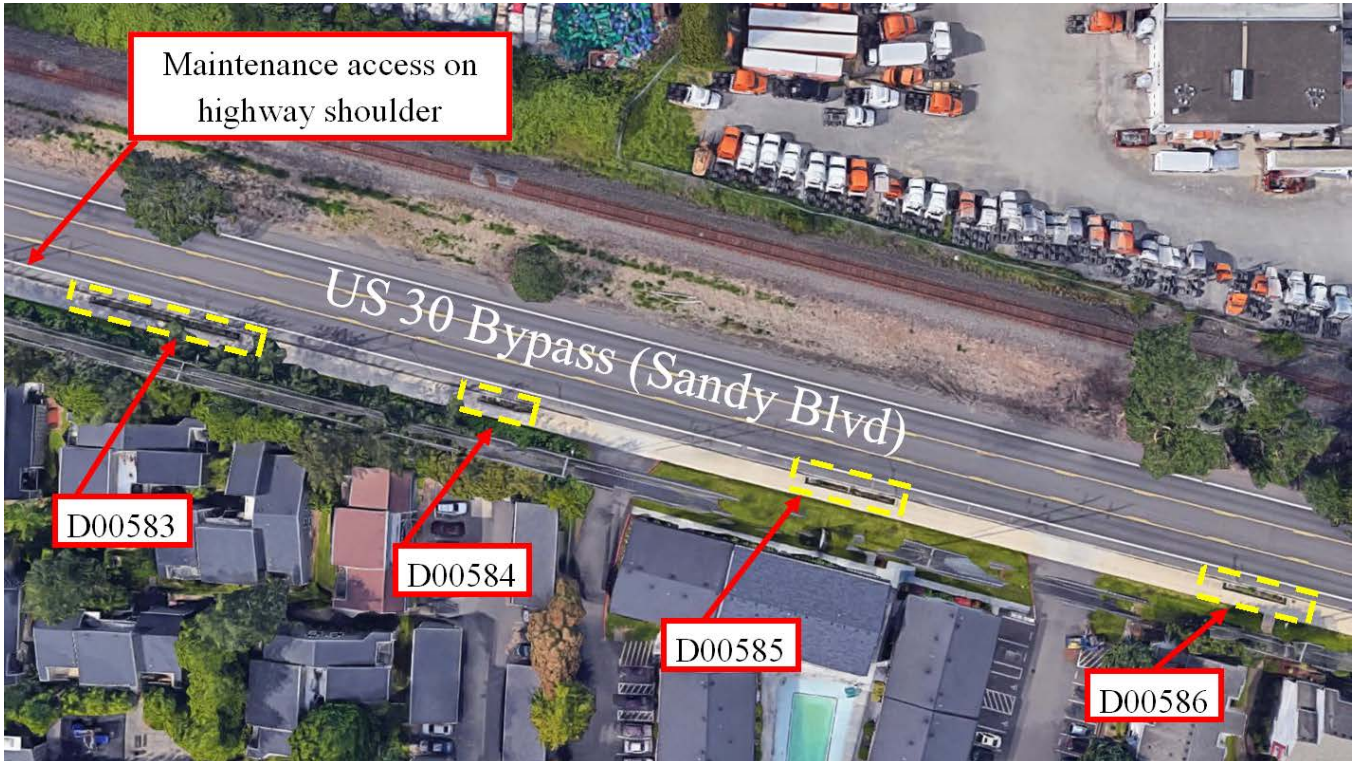 Maintenance access on
highway shoulder
US 30 Bypass (Sandy Blvd)
D00583
D00584
D00585
D00586